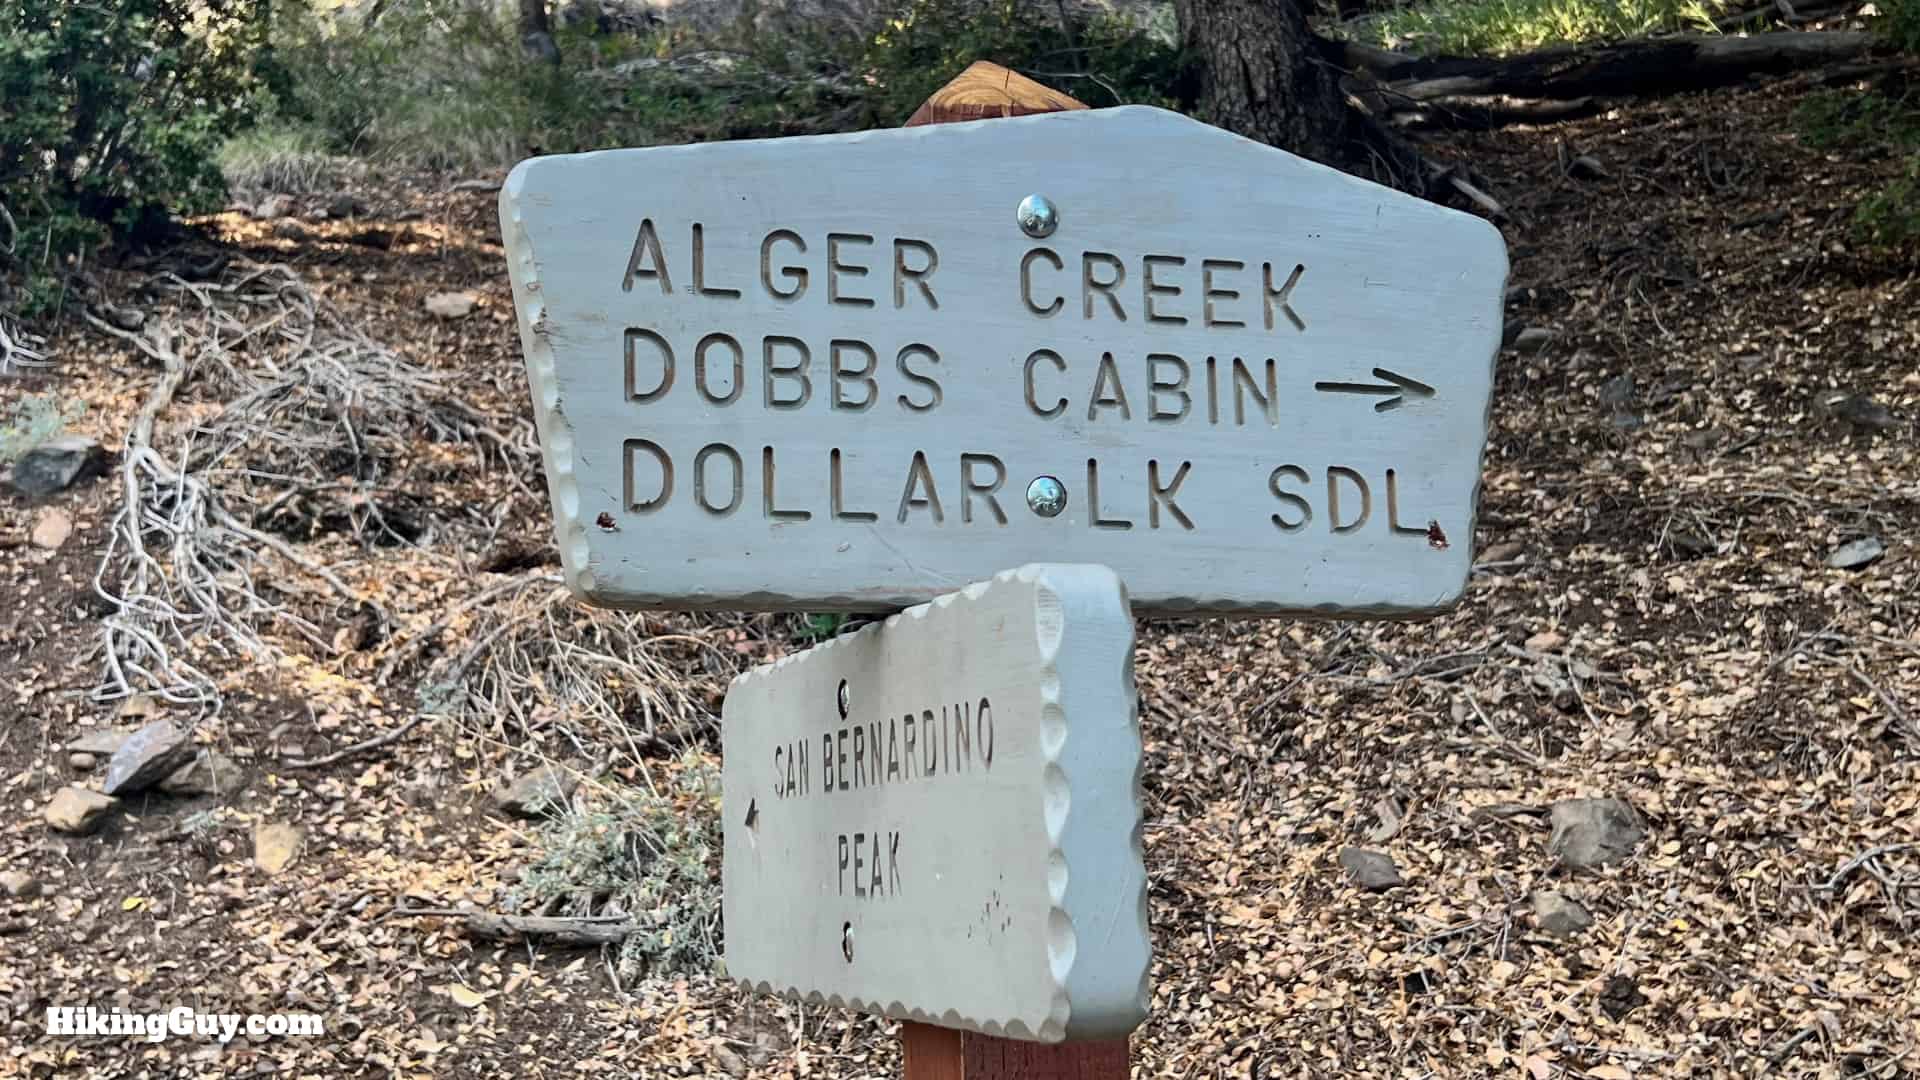 ALGER CREEK
DOBBS CABIN →
DOLLAR LK SDL
SAN BERNARDINO
PEAK
HikingGuy.com